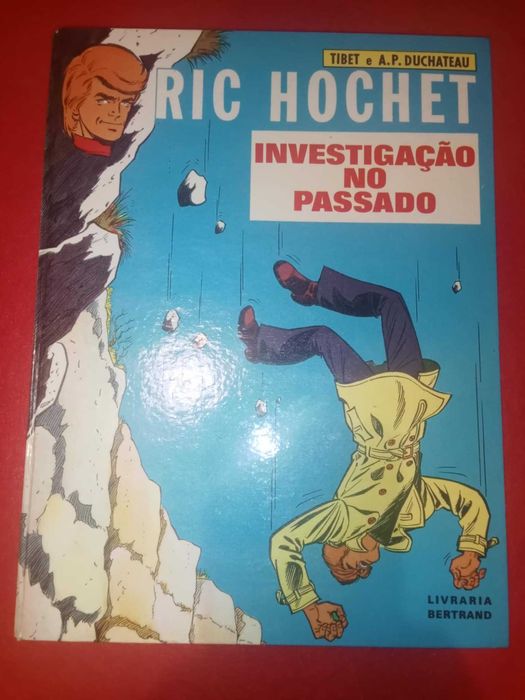 TIBET e A.P. DUCHATEAU
RIC HOCHET
INVESTIGAÇÃO
NO
PASSADO
LIVRARIA
BERTRAND